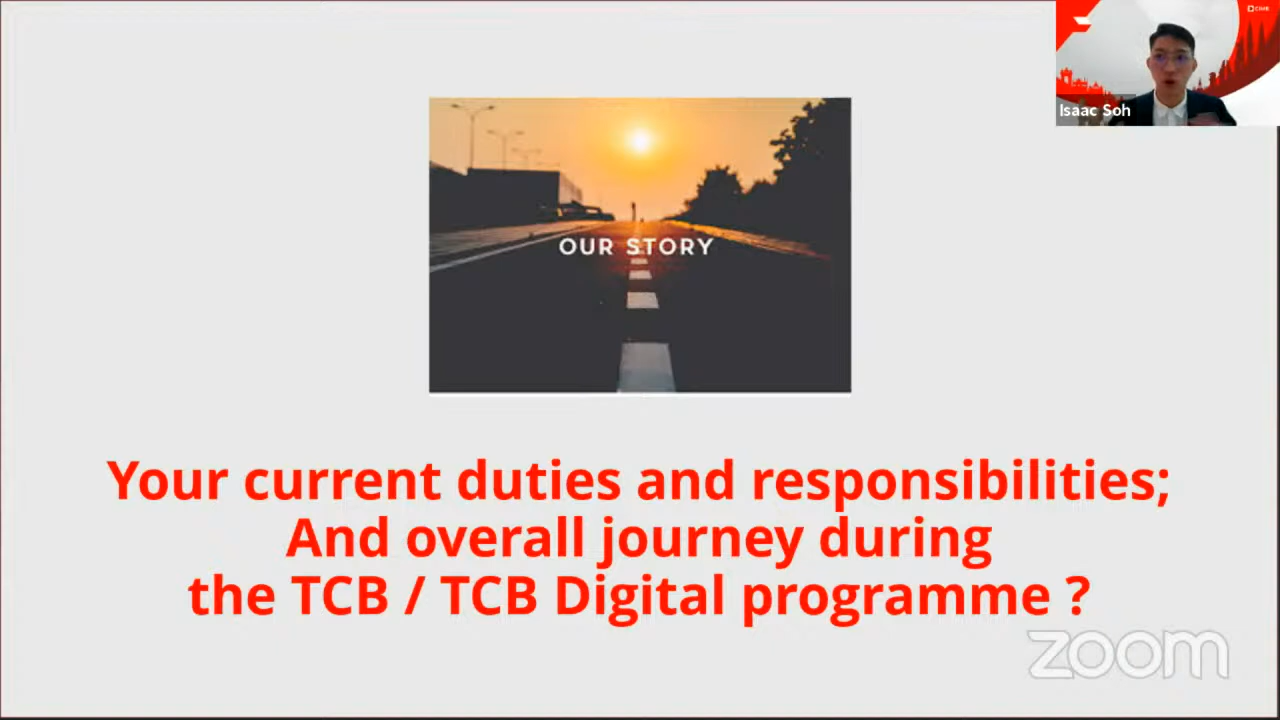 CIMB
Isaac Soh
OUR STORY
Your current duties and responsibilities;
And overall journey during
the TCB / TCB Digital programme ?
zoom